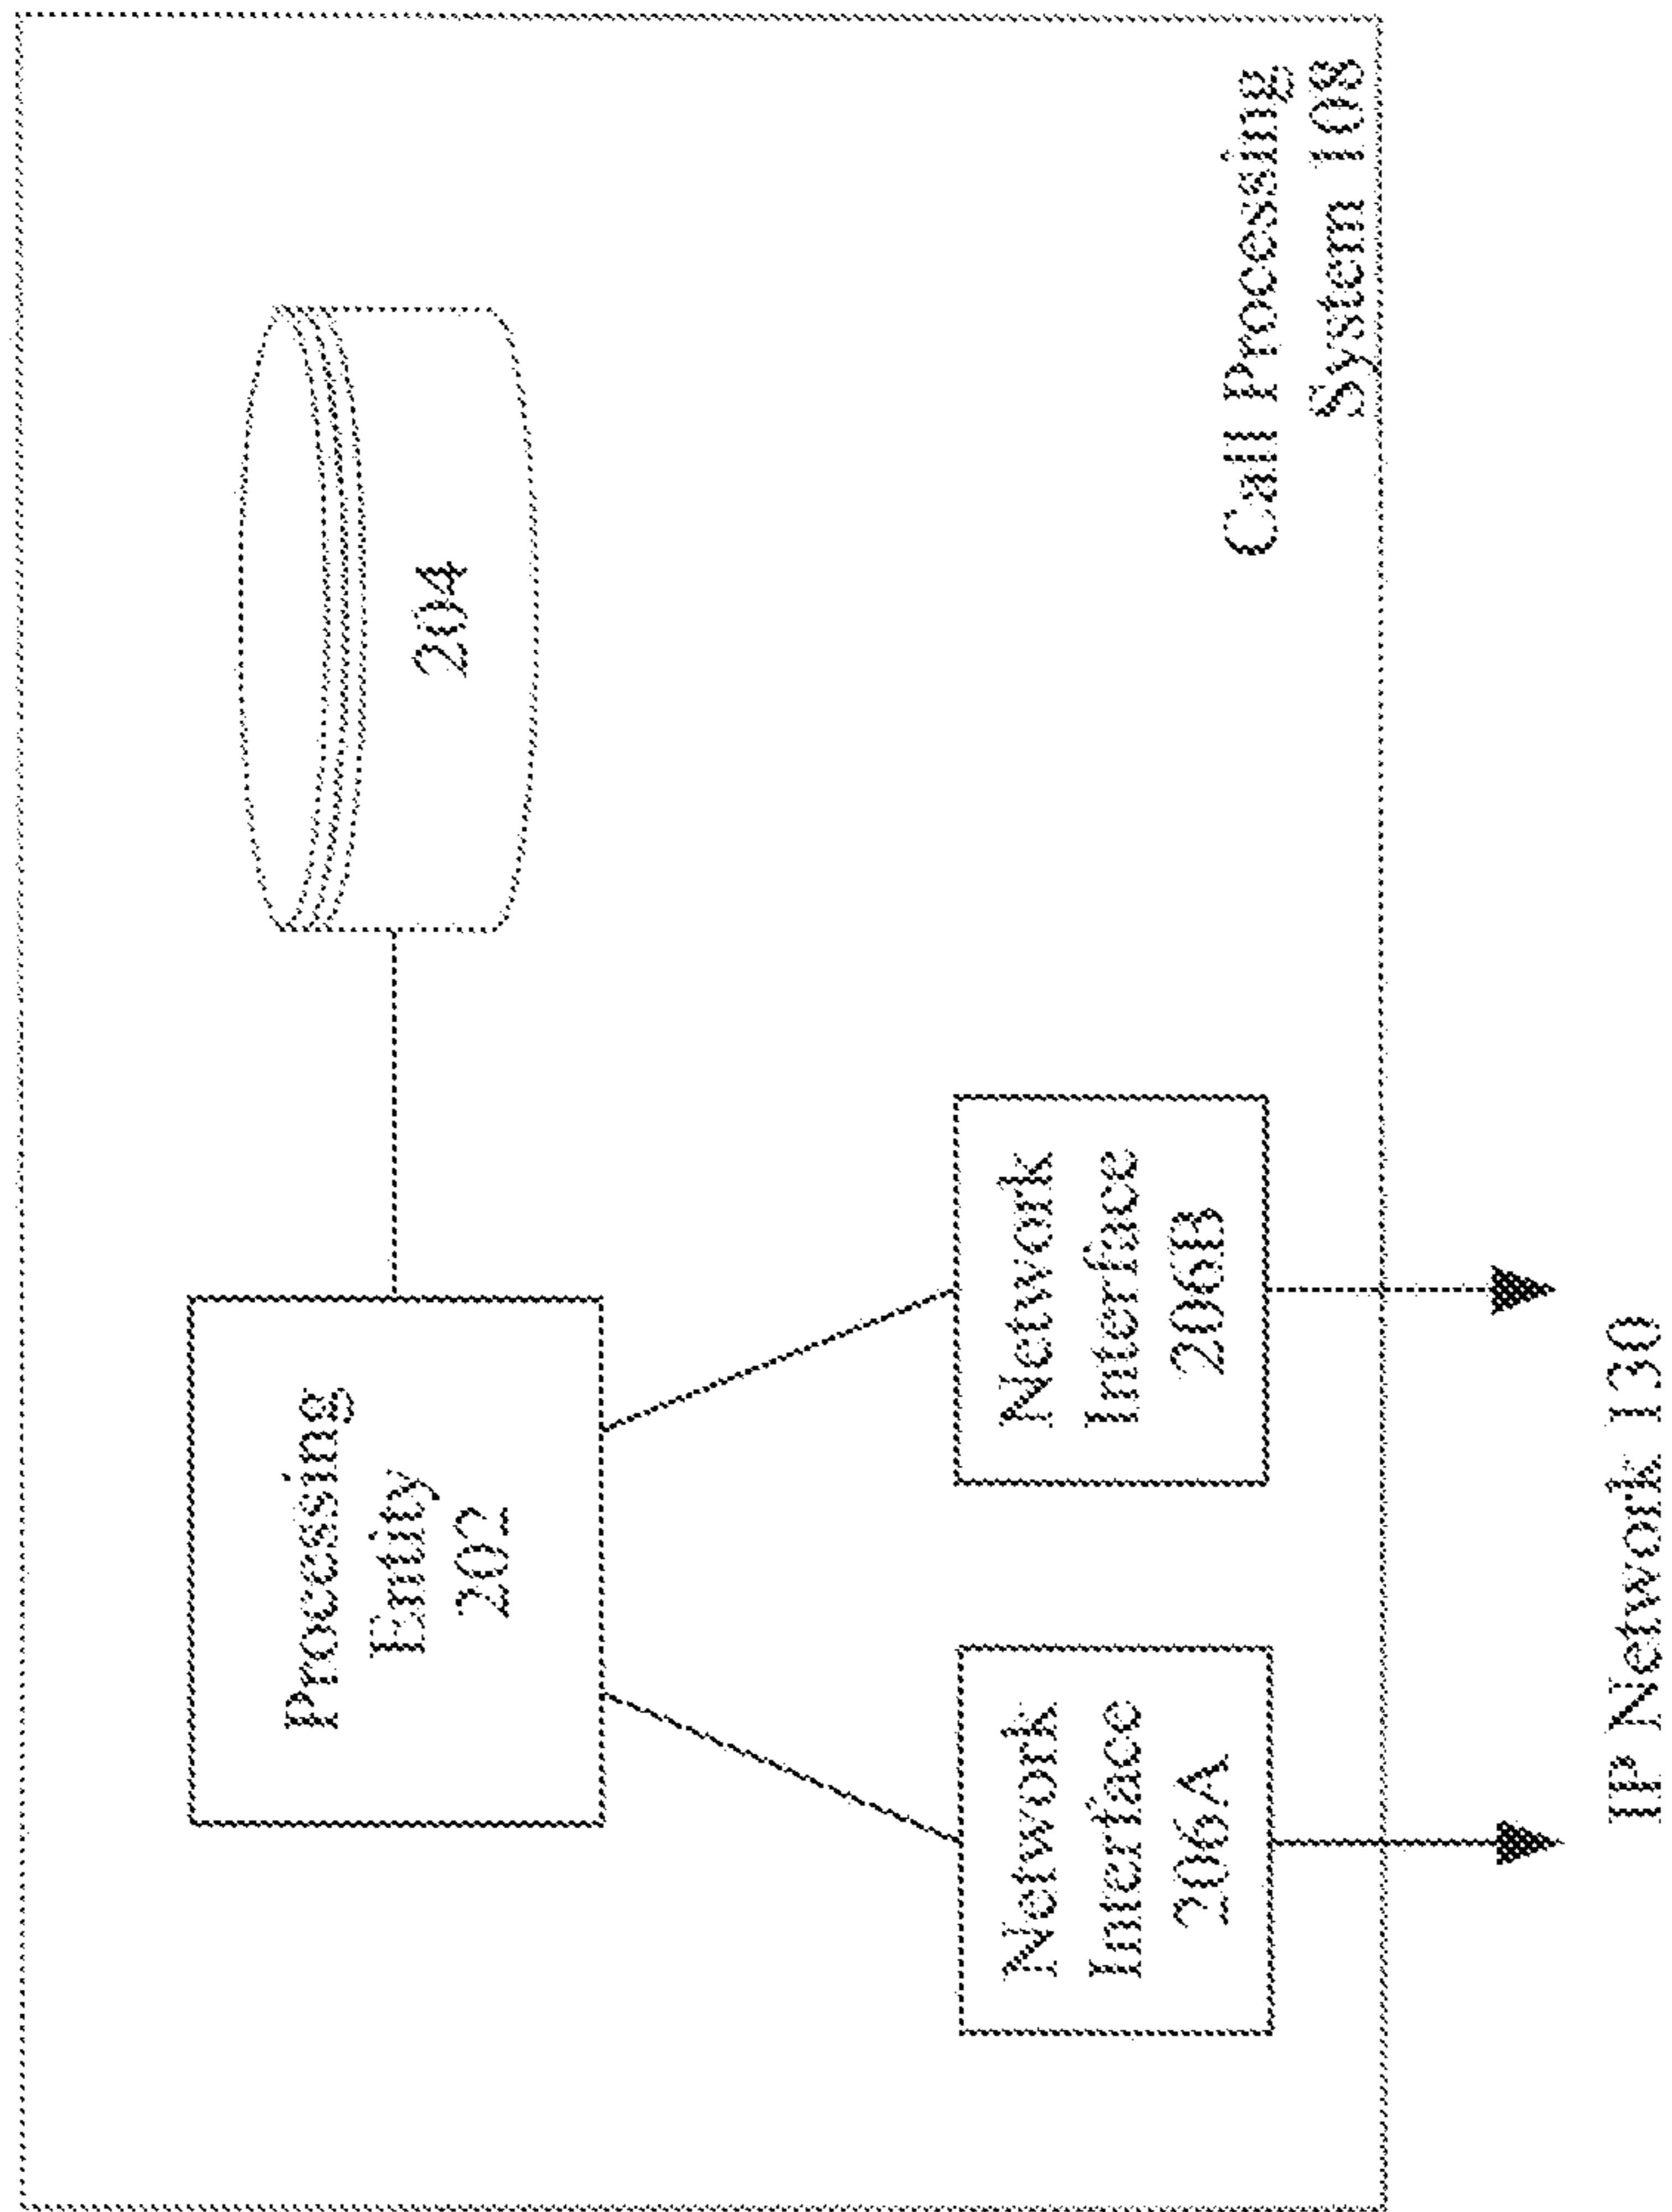 Processing
Entity
202
204
Network
Interface
206A
Network
Interface
206B
Call Processing
System 108
IP Network 130